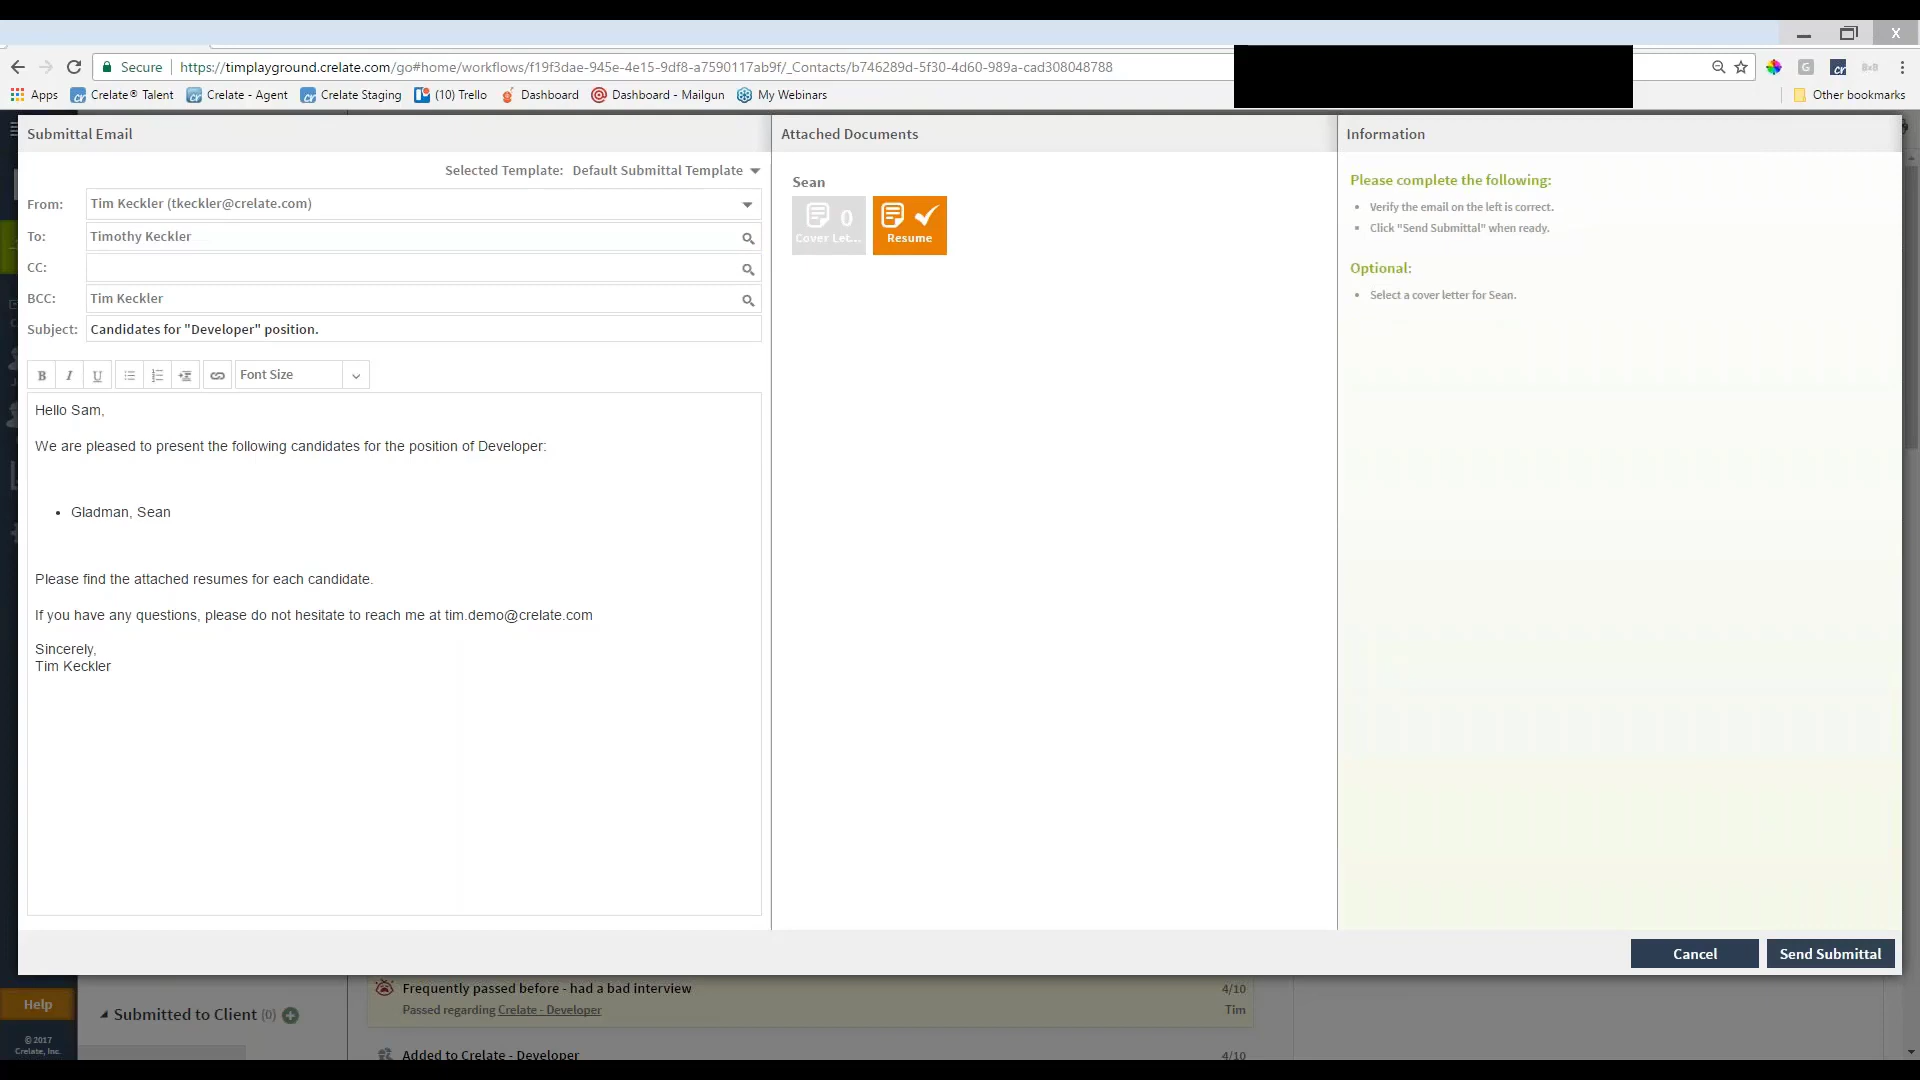 Secure
https://timplayground.crelate.com/go#home/workflows/f19f3dae-945e-4e15-9df8-a7590117ab9f/_Contacts/b746289d-5f30-4d60-989a-cad308048788
Apps
Crelate® Talent
Crelate - Agent
Crelate Staging
(10) Trello
Dashboard
Dashboard - Mailgun
My Webinars
Other bookmarks
Submittal Email
Selected Template: Default Submittal Template
From: Tim Keckler (tkeckler@crelate.com)
To: Timothy Keckler
CC:
BCC: Tim Keckler
Subject: Candidates for "Developer" position.
B I U Font Size
Hello Sam,
We are pleased to present the following candidates for the position of Developer:
• Gladman, Sean
Please find the attached resumes for each candidate.
If you have any questions, please do not hesitate to reach me at tim.demo@crelate.com
Sincerely,
Tim Keckler
Attached Documents
Sean
0
Cover Let...
Resume
Information
Please complete the following:
• Verify the email on the left is correct.
• Click "Send Submittal" when ready.
Optional:
• Select a cover letter for Sean.
Cancel
Send Submittal
Help
© 2017
Crelate, Inc.
Submitted to Client (0)
Frequently passed before - had a bad interview 4/10
Passed regarding Crelate - Developer Tim
Added to Crelate - Developer 4/10